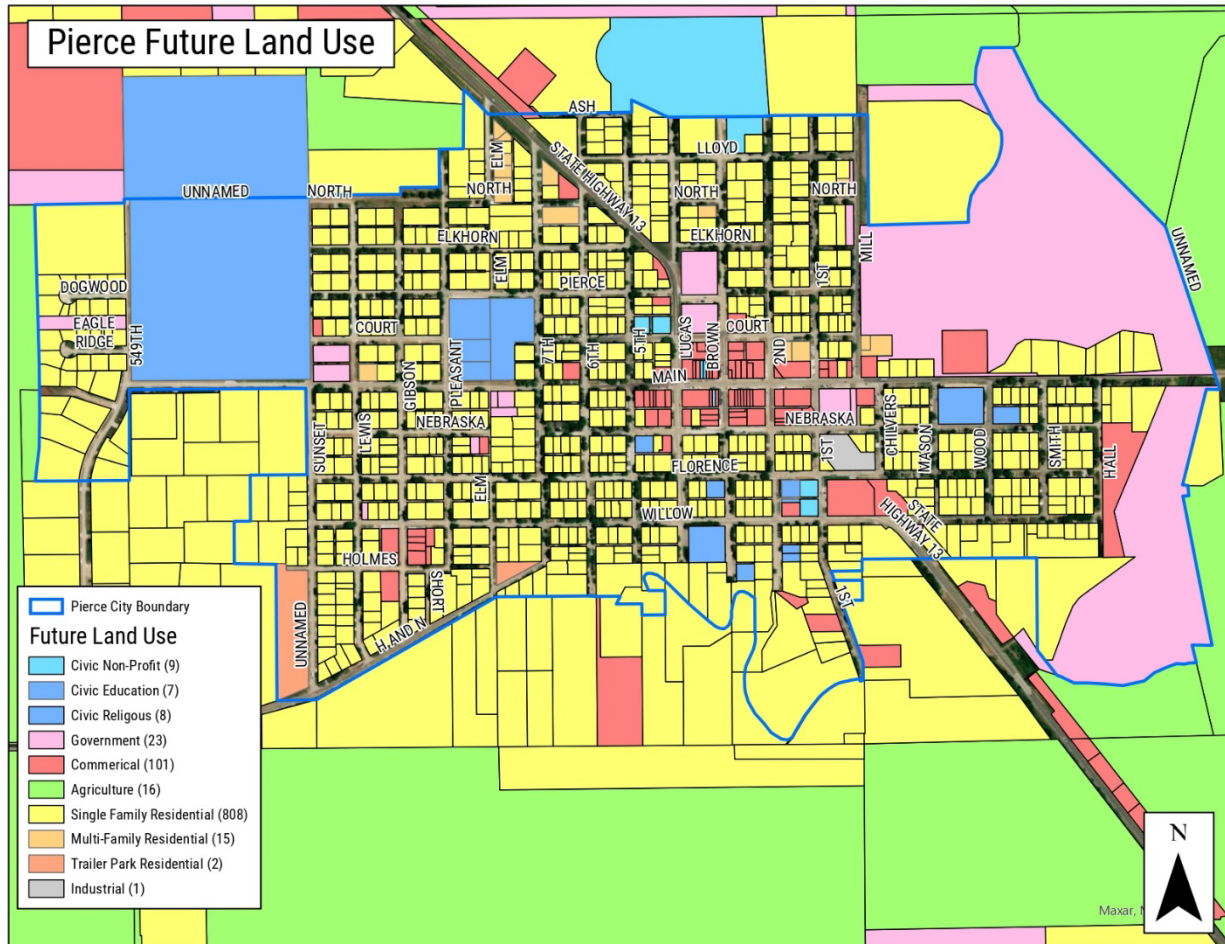 Pierce Future Land Use
ASH
ELM
STATE HIGHWAY 13
LLOYD
UNNAMED
NORTH
NORTH
NORTH
NORTH
ELKHORN
ELKHORN
MILL
UNNAMED
ELM
PIERCE
1ST
DOGWOOD
EAGLE
RIDGE
549TH
COURT
PLEASANT
7TH
6TH
5TH
LUCAS
BROWN
COURT
2ND
MAIN
GIBSON
NEBRASKA
NEBRASKA
SUNSET
LEWIS
CHILVERS
MASON
WOOD
SMITH
HALL
1ST
FLORENCE
ELM
WILLOW
STATE
HIGHWAY 13
HOLMES
SHORT
UNNAMED
H AND N
1ST
Pierce City Boundary
Future Land Use
Civic Non-Profit (9)
Civic Education (7)
Civic Religous (8)
Government (23)
Commerical (101)
Agriculture (16)
Single Family Residential (808)
Multi-Family Residential (15)
Trailer Park Residential (2)
Industrial (1)
N
Maxar,